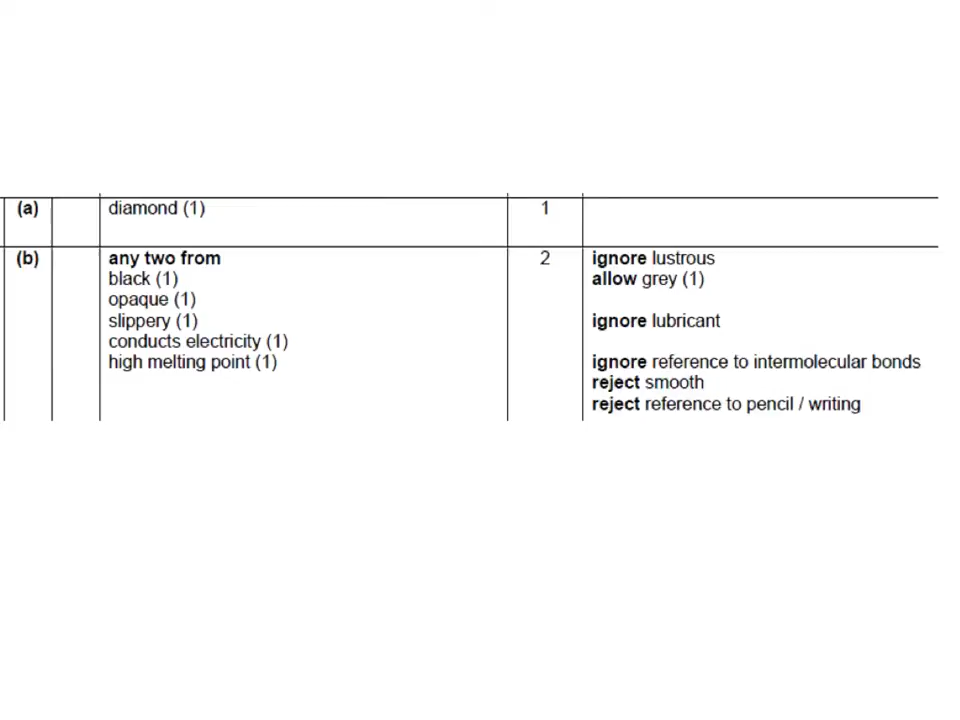 (a) diamond (1) 1
(b) any two from 2 ignore lustrous
black (1) allow grey (1)
opaque (1)
slippery (1) ignore lubricant
conducts electricity (1)
high melting point (1) ignore reference to intermolecular bonds
reject smooth
reject reference to pencil / writing